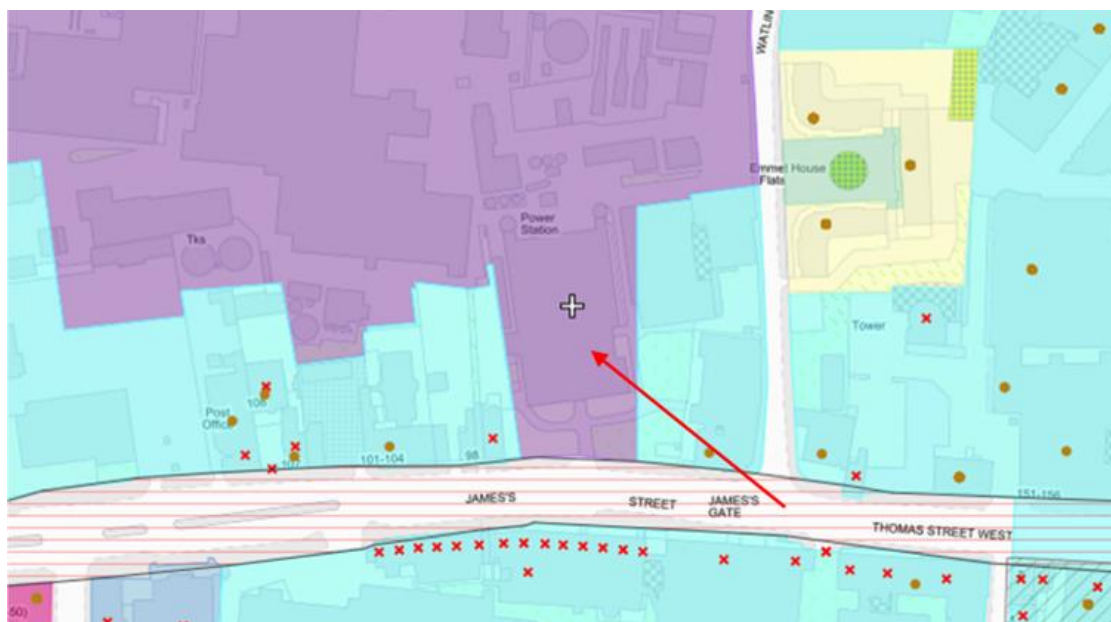 WATLIN
Emmet House
Flats
Power
Station
Tks
Tower
108
Post
Office
107
101-104
98
151-156
JAMES'S
STREET
JAMES'S
GATE
THOMAS STREET WEST
-50)